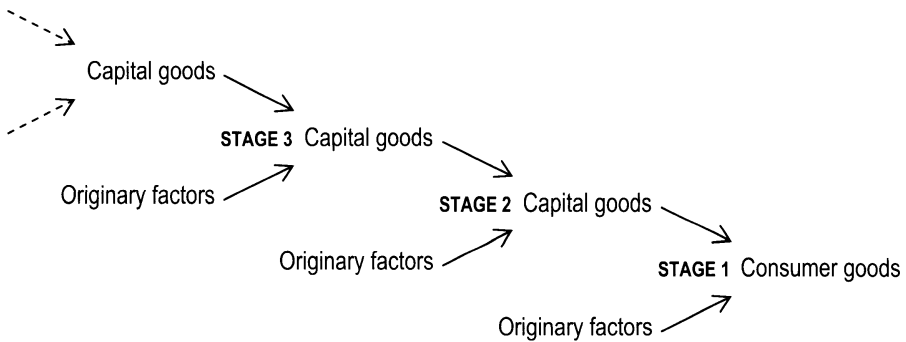 Capital goods
STAGE 3 Capital goods
Originary factors
STAGE 2 Capital goods
Originary factors
STAGE 1 Consumer goods
Originary factors